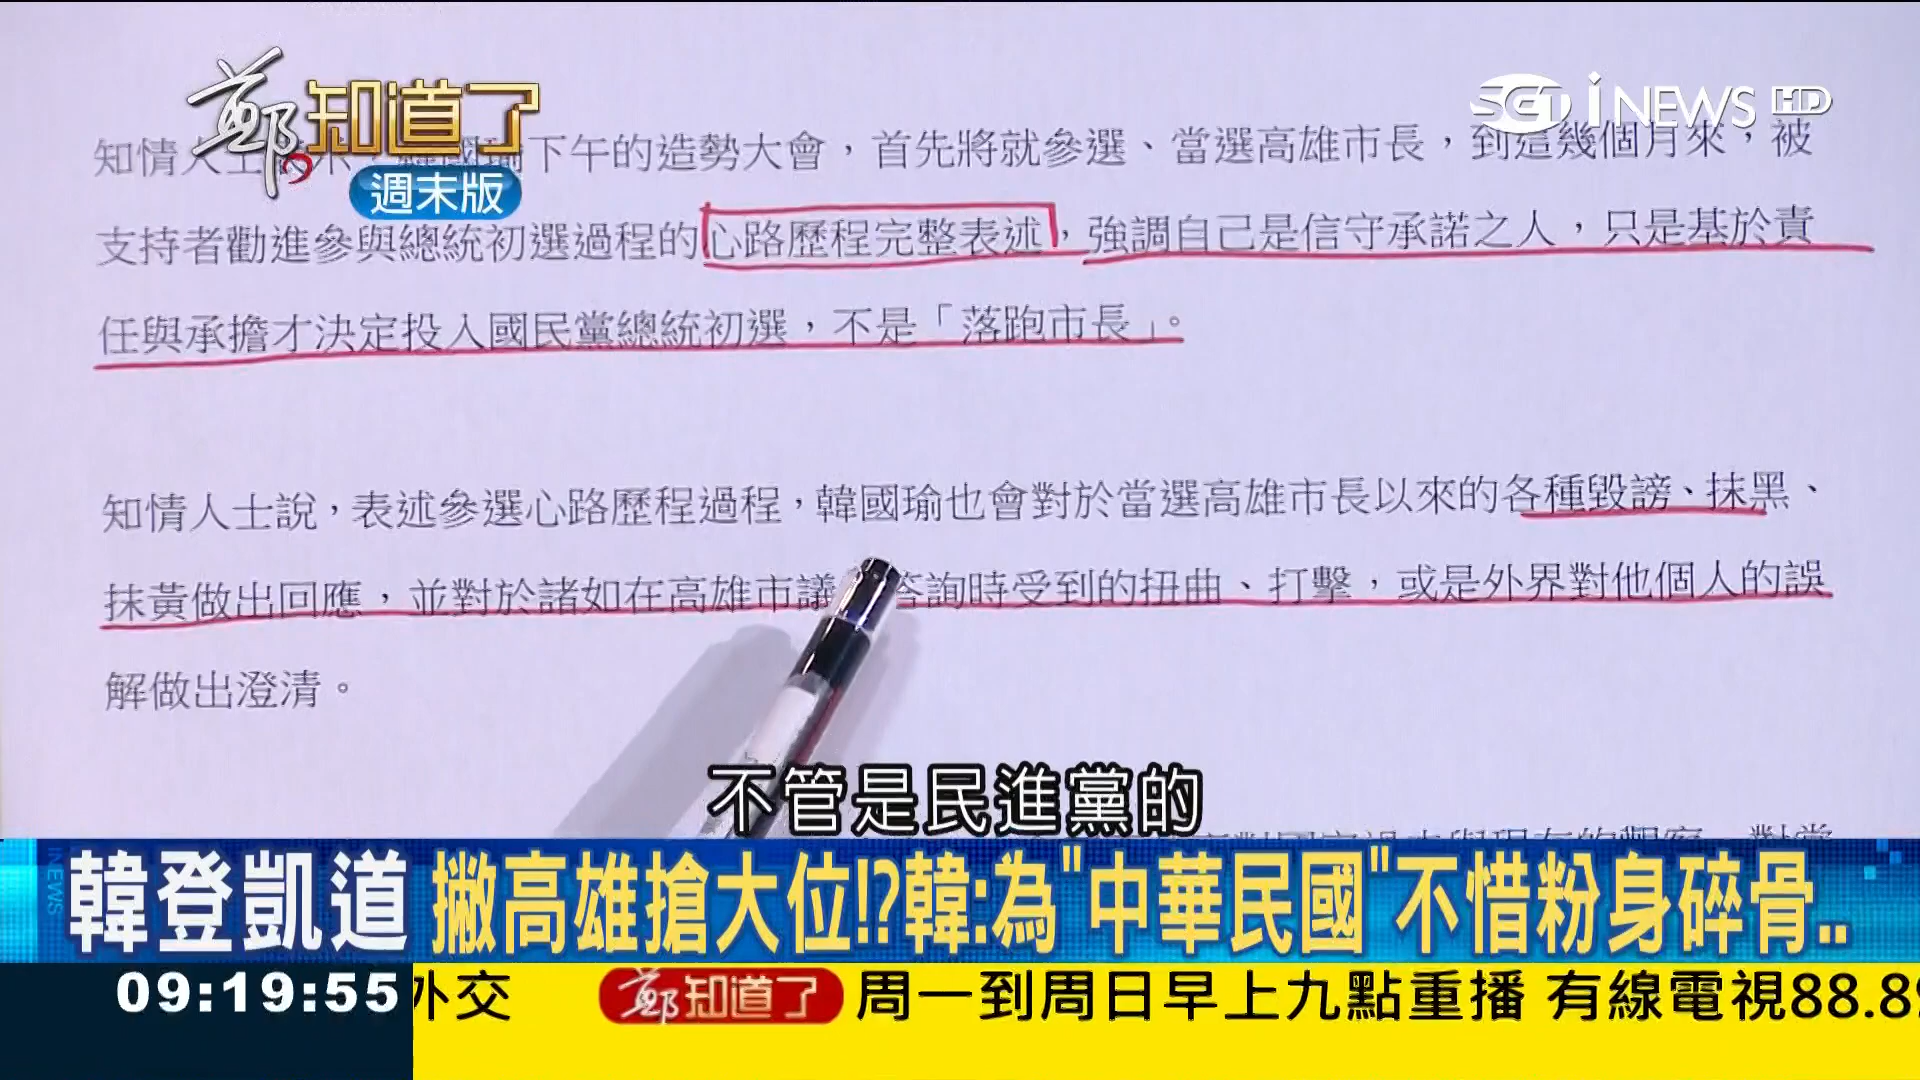 鄭知道了
週末版
SETiNEWS HD
知情人士表示，韓國瑜下午的造勢大會，首先將就參選、當選高雄市長，到這幾個月來，被
支持者勸進參與總統初選過程的心路歷程完整表述，強調自己是信守承諾之人，只是基於責
任與承擔才決定投入國民黨總統初選，不是「落跑市長」。
知情人士說，表述參選心路歷程過程，韓國瑜也會對於當選高雄市長以來的各種毀謗、抹黑、
抹黃做出回應，並對於諸如在高雄市議 答詢時受到的扭曲、打擊，或是外界對他個人的誤
解做出澄清。
不管是民進黨的
NEWS
韓登凱道 撇高雄搶大位!?韓:為"中華民國"不惜粉身碎骨..
09:19:55 外交 鄭知道了 周一到周日早上九點重播 有線電視88.89